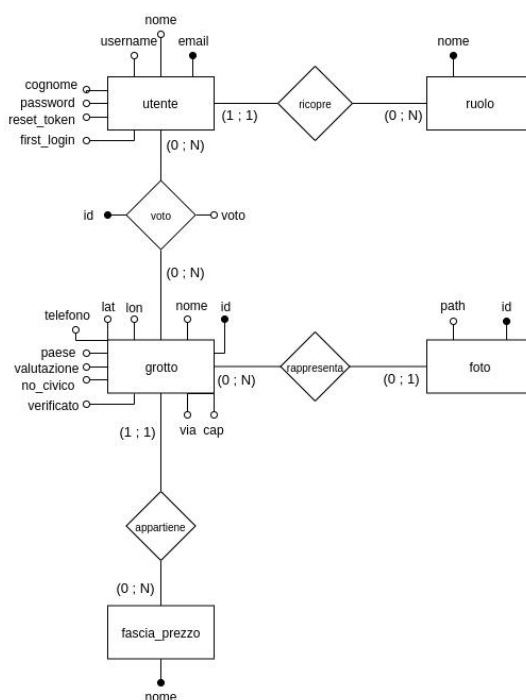 nome
username
email
nome
cognome
password
reset_token
first_login
utente
ricopre
ruolo
(1 ; 1)
(0 ; N)
(0 ; N)
id
voto
voto
(0 ; N)
telefono
lat
lon
nome
id
path
id
paese
valutazione
no_civico
verificato
grotto
rappresenta
foto
(0 ; N)
(0 ; 1)
via
cap
(1 ; 1)
appartiene
(0 ; N)
fascia_prezzo
nome